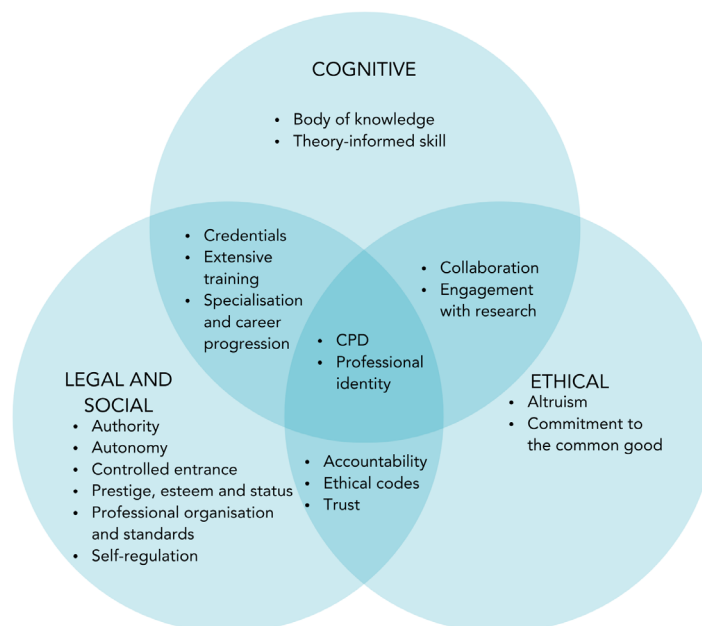 COGNITIVE
• Body of knowledge
• Theory-informed skill
• Credentials
• Extensive
training
• Specialisation
and career
progression
• Collaboration
• Engagement
with research
• CPD
• Professional
identity
LEGAL AND
SOCIAL
• Authority
• Autonomy
• Controlled entrance
• Prestige, esteem and status
• Professional organisation
and standards
• Self-regulation
ETHICAL
• Altruism
• Commitment to
the common good
• Accountability
• Ethical codes
• Trust